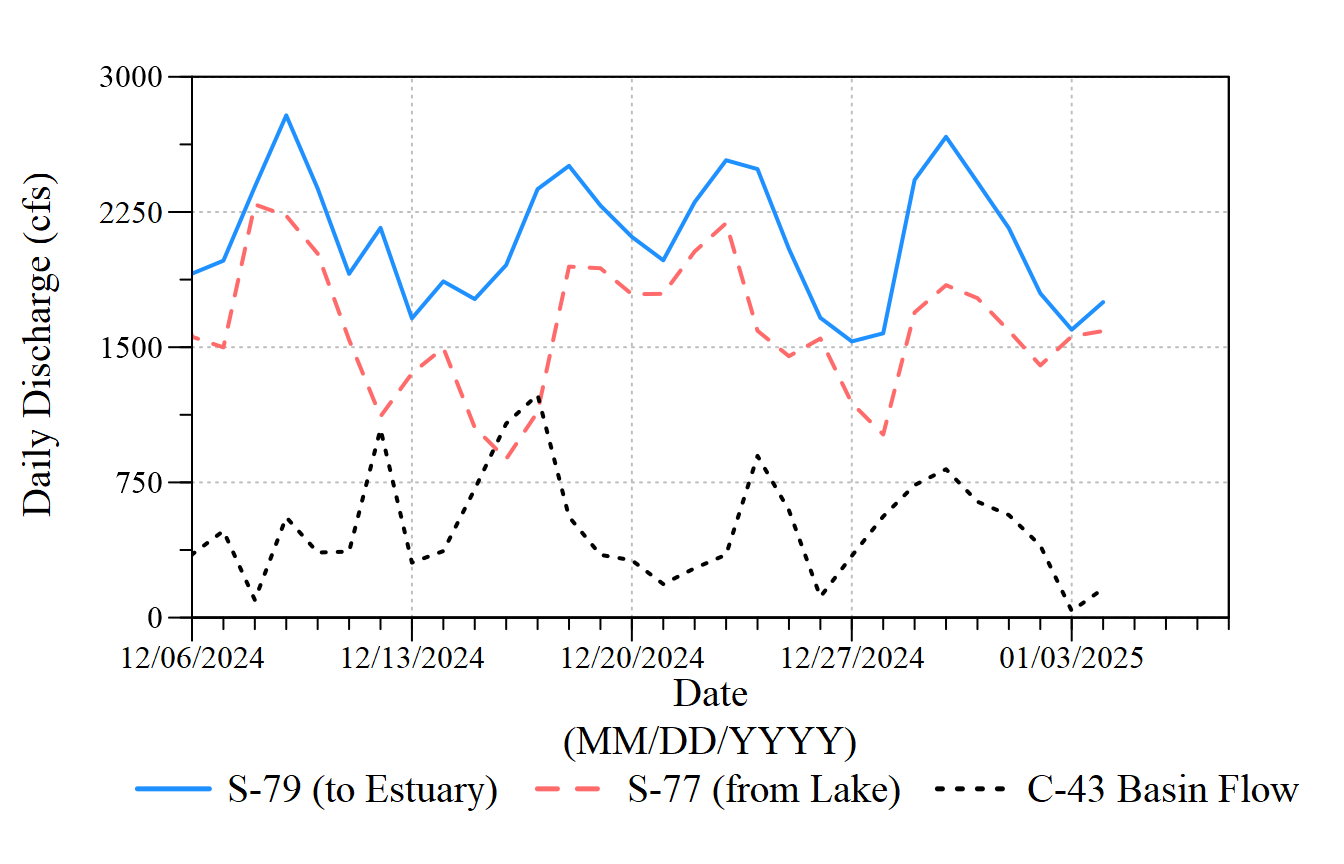 3000
2250
1500
750
0
Daily Discharge (cfs)
12/06/2024 12/13/2024 12/20/2024 12/27/2024 01/03/2025
Date
(MM/DD/YYYY)
S-79 (to Estuary) S-77 (from Lake) C-43 Basin Flow